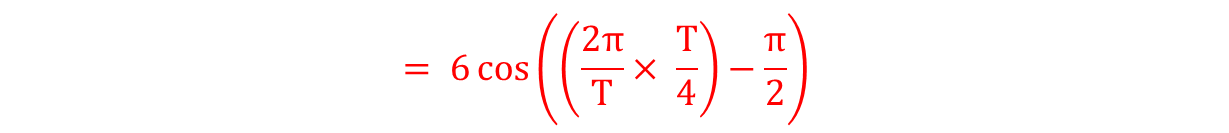 = 6 cos((2π/T × T/4) − π/2)